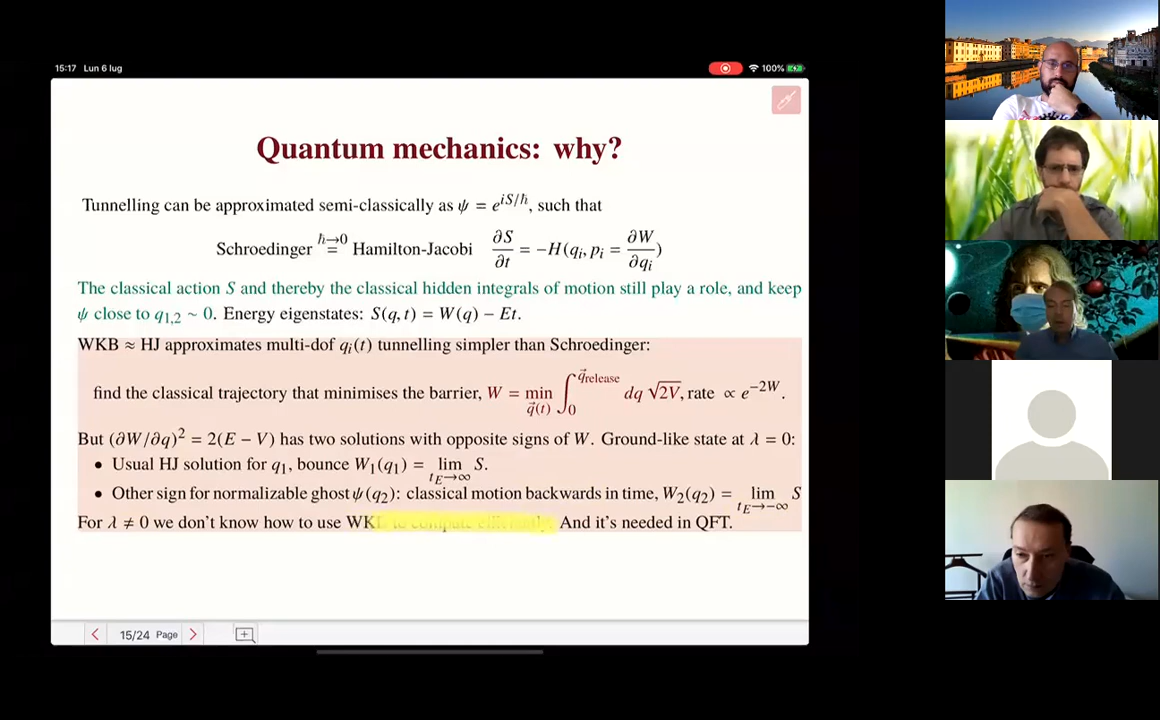 15:17 Lun 6 lug
100%
Quantum mechanics: why?
Tunnelling can be approximated semi-classically as ψ = e^{iS/ℏ}, such that
Schroedinger \overset{ℏ→0}{=} Hamilton-Jacobi ∂S/∂t = −H(q_i, p_i = ∂W/∂q_i)
The classical action S and thereby the classical hidden integrals of motion still play a role, and keep
ψ close to q_{1,2} ∼ 0. Energy eigenstates: S(q, t) = W(q) − Et.
WKB ≈ HJ approximates multi-dof q_i(t) tunnelling simpler than Schroedinger:
find the classical trajectory that minimises the barrier, W = min_{\vec{q}(t)} ∫_0^{\vec{q}_{release}} dq √2V, rate ∝ e^{−2W}.
But (∂W/∂q)² = 2(E − V) has two solutions with opposite signs of W. Ground-like state at λ = 0:
• Usual HJ solution for q_1, bounce W_1(q_1) = lim_{t_E→∞} S.
• Other sign for normalizable ghost ψ(q_2): classical motion backwards in time, W_2(q_2) = lim_{t_E→−∞} S
For λ ≠ 0 we don't know how to use WKB to compute efficiently. And it's needed in QFT.
15/24 Page